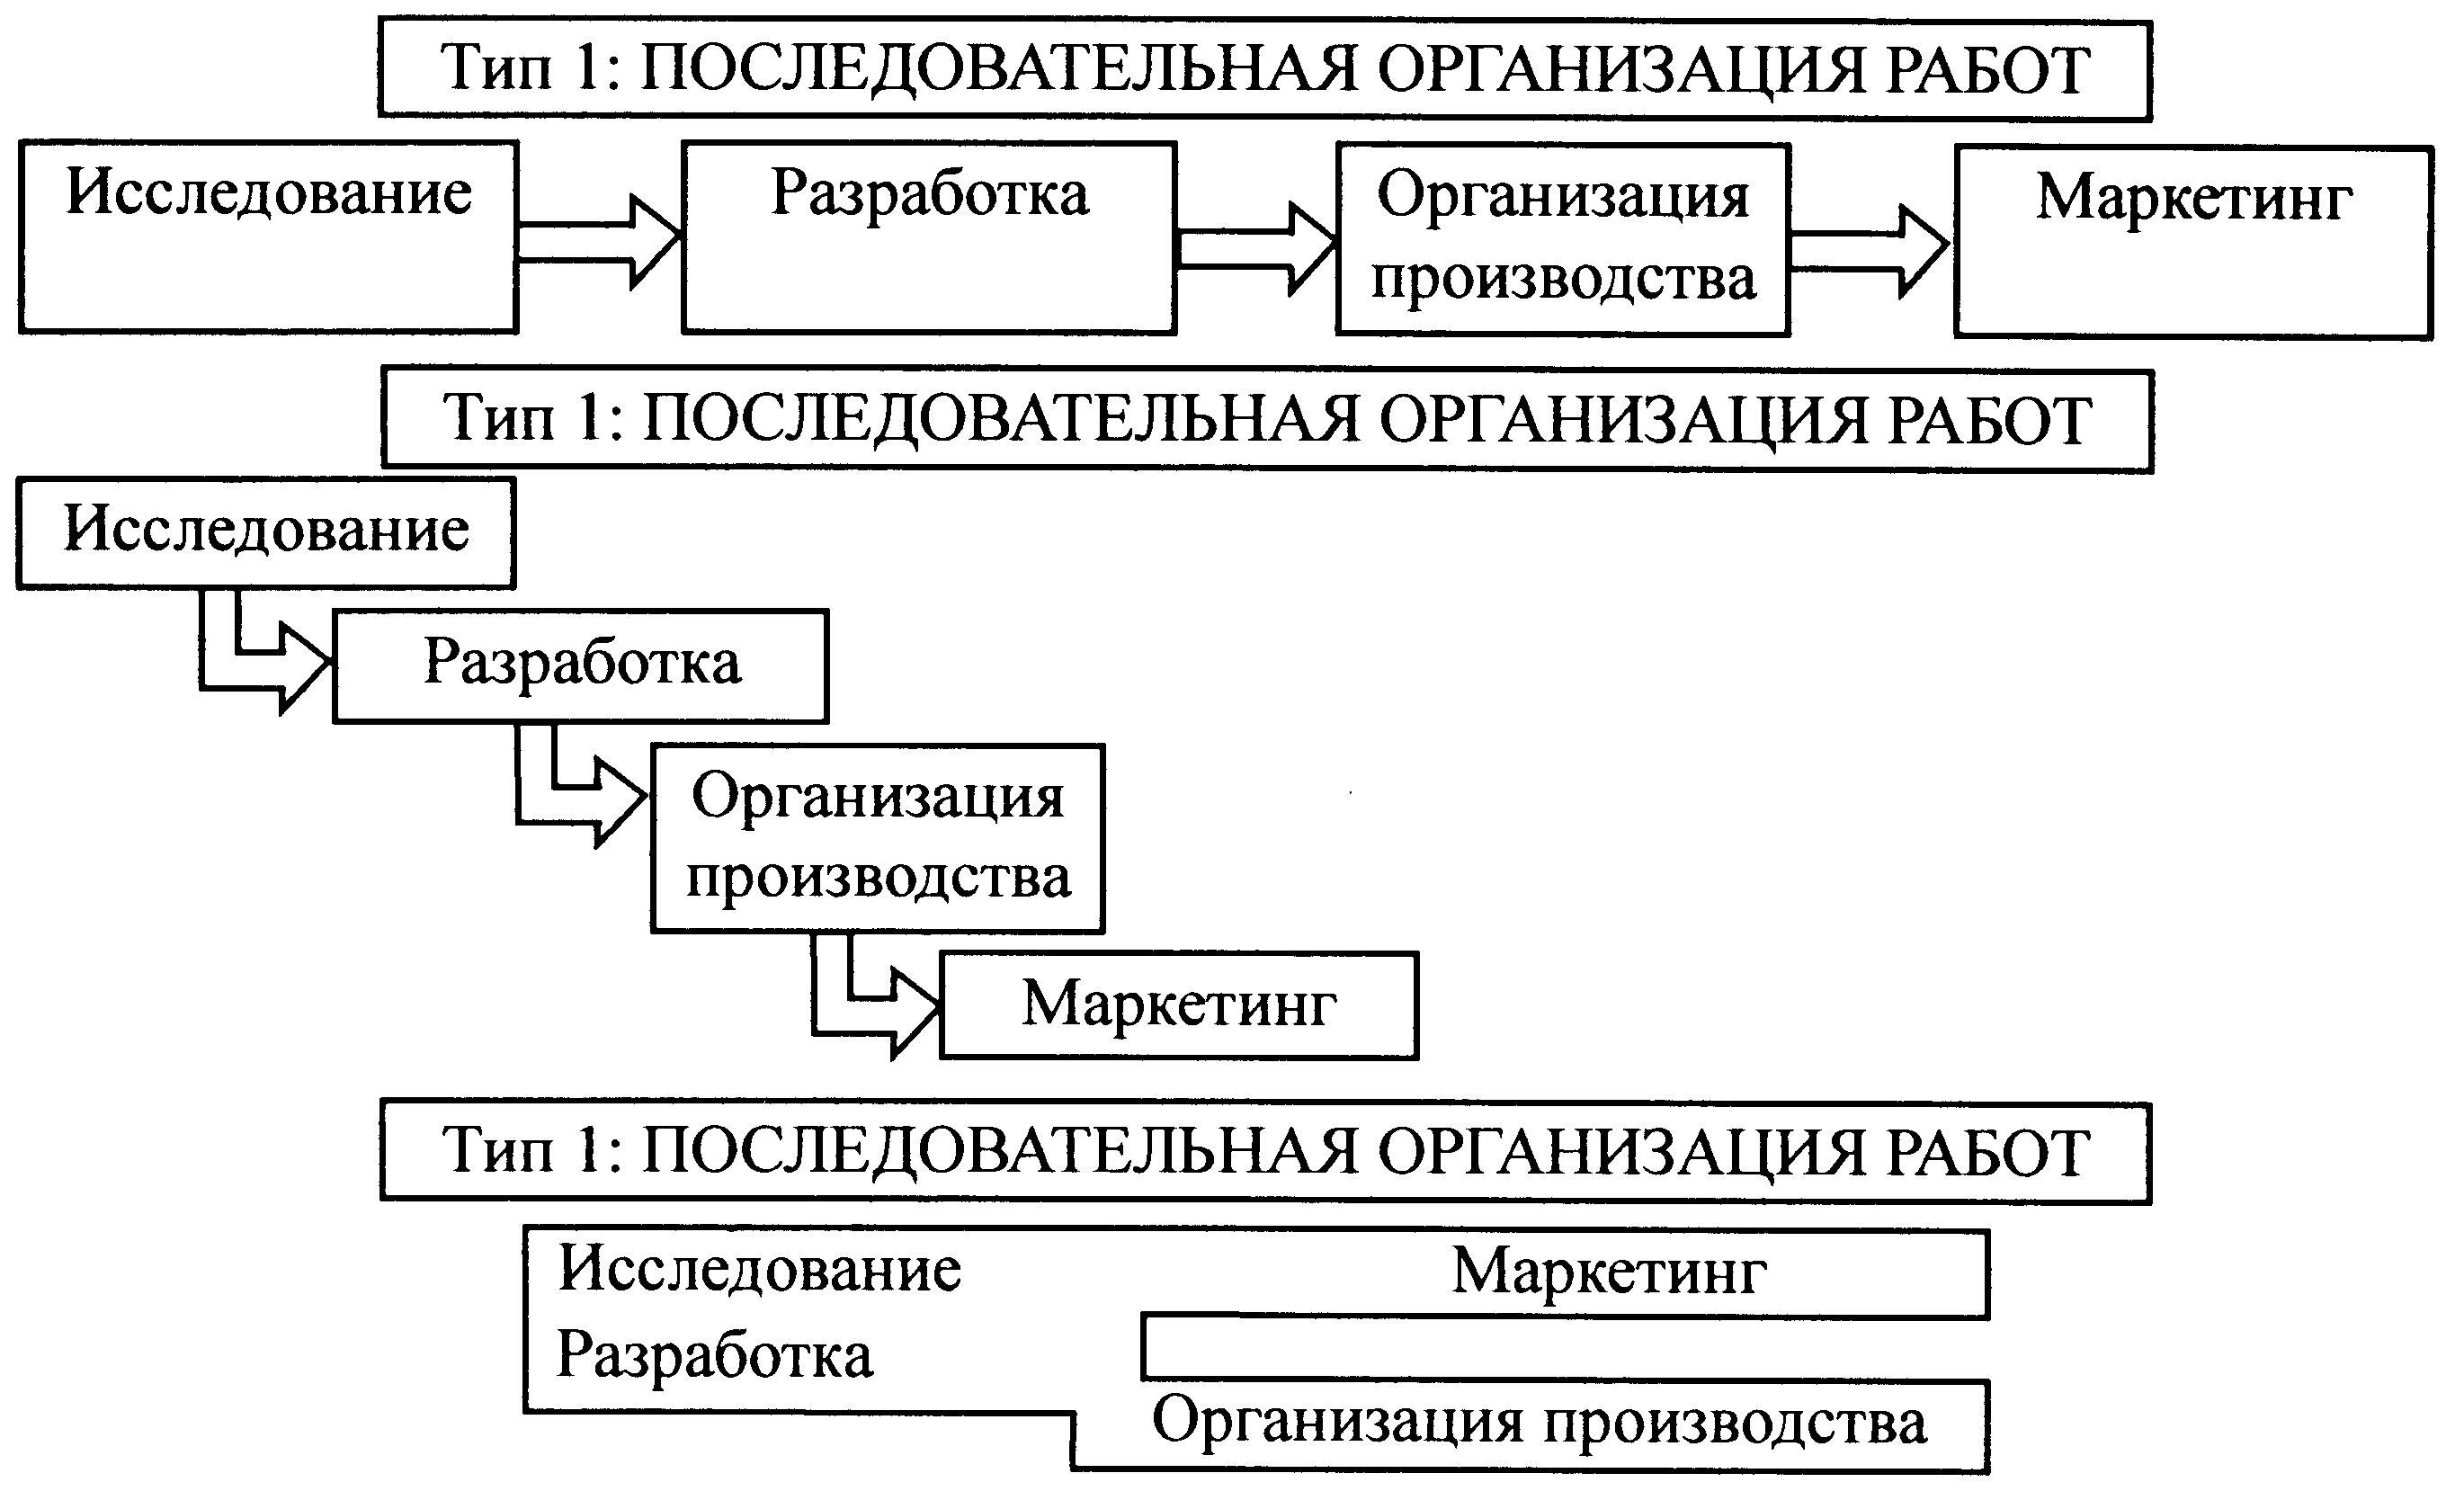 Тип 1: ПОСЛЕДОВАТЕЛЬНАЯ ОРГАНИЗАЦИЯ РАБОТ
Исследование
Разработка
Организация
производства
Маркетинг
Тип 1: ПОСЛЕДОВАТЕЛЬНАЯ ОРГАНИЗАЦИЯ РАБОТ
Исследование
Разработка
Организация
производства
Маркетинг
Тип 1: ПОСЛЕДОВАТЕЛЬНАЯ ОРГАНИЗАЦИЯ РАБОТ
Исследование
Маркетинг
Разработка
Организация производства